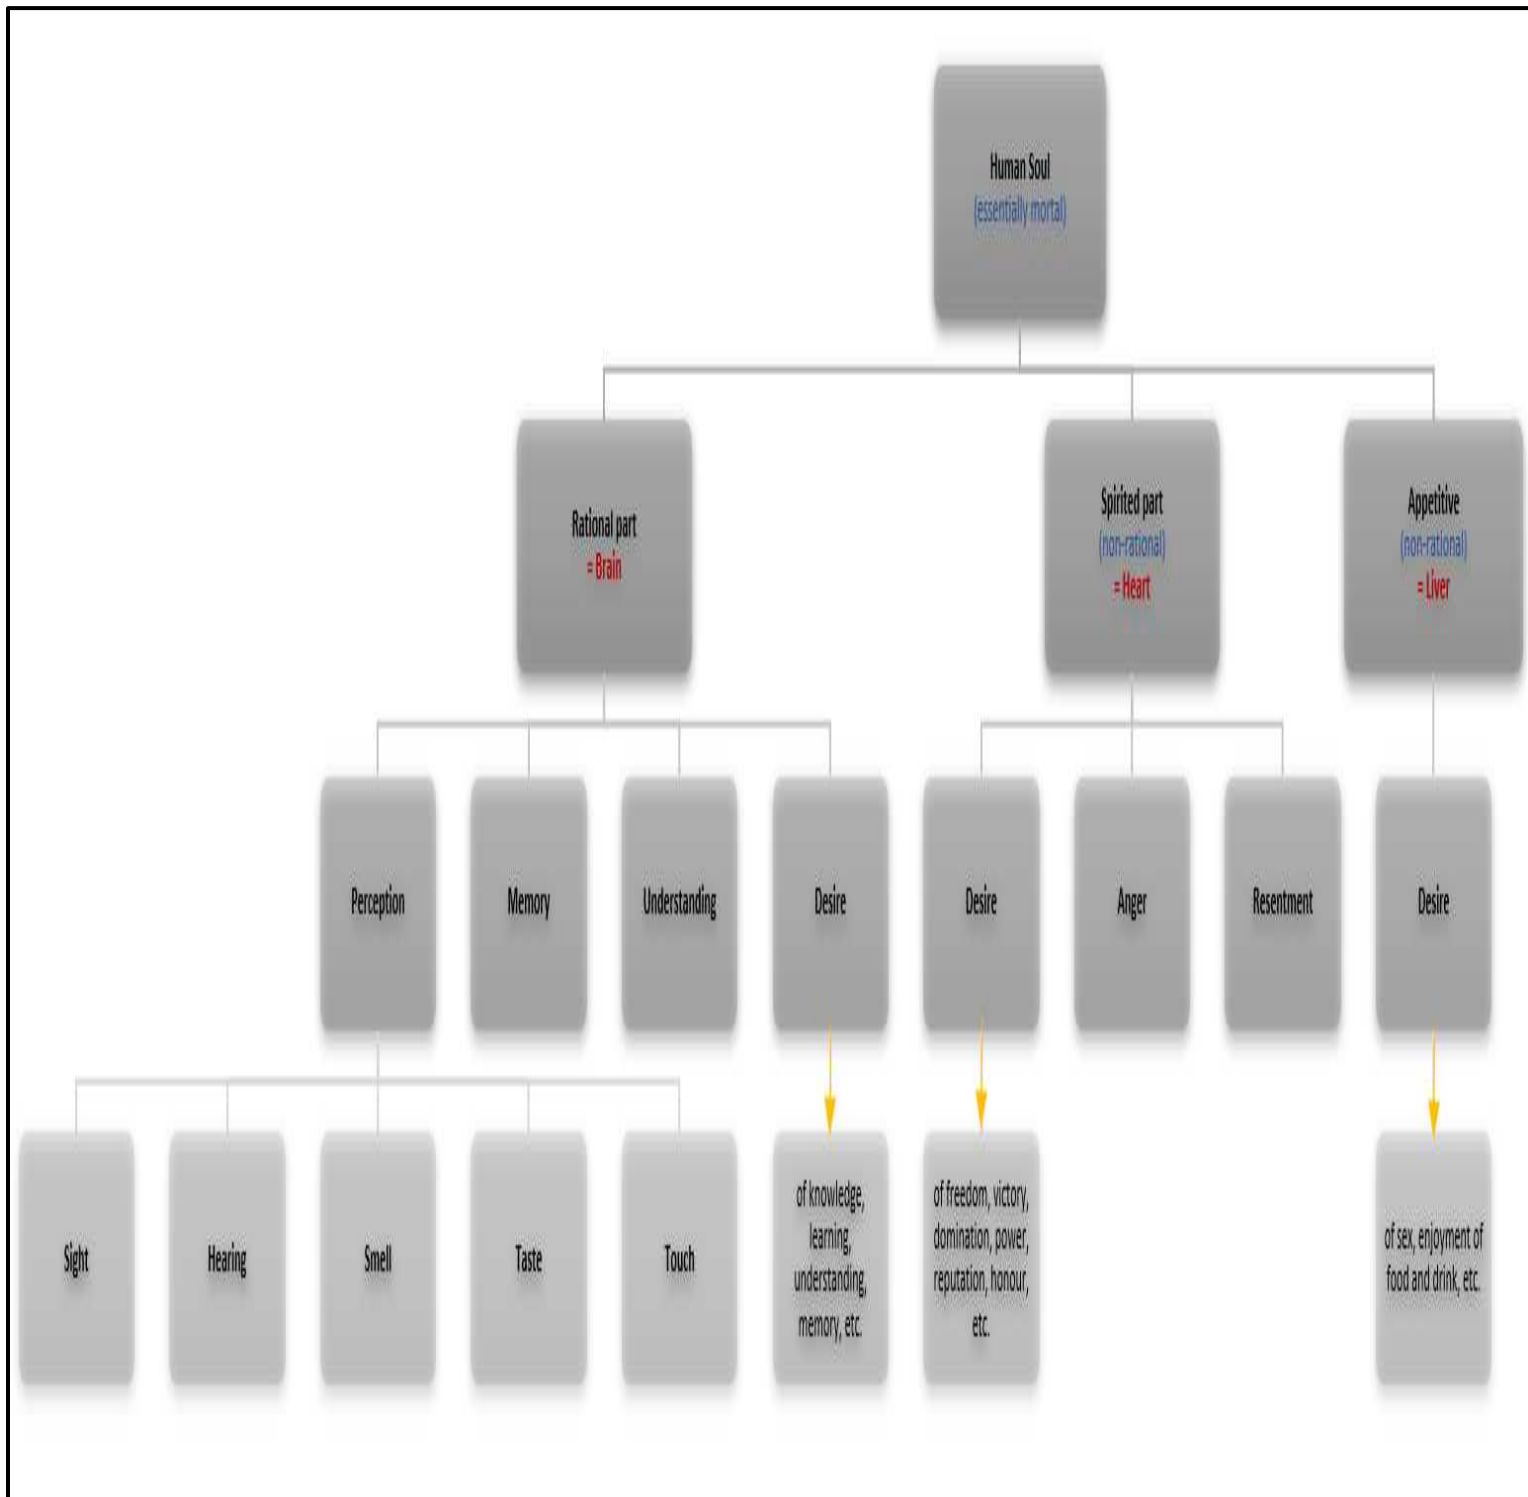 Human Soul
(essentially mortal)
Rational part
= Brain
Spirited part
(non-rational)
= Heart
Appetitive
(non-rational)
= Liver
Perception
Memory
Understanding
Desire
Desire
Anger
Resentment
Desire
Sight
Hearing
Smell
Taste
Touch
of knowledge,
learning,
understanding,
memory, etc.
of freedom, victory,
domination, power,
reputation, honour,
etc.
of sex, enjoyment of
food and drink, etc.